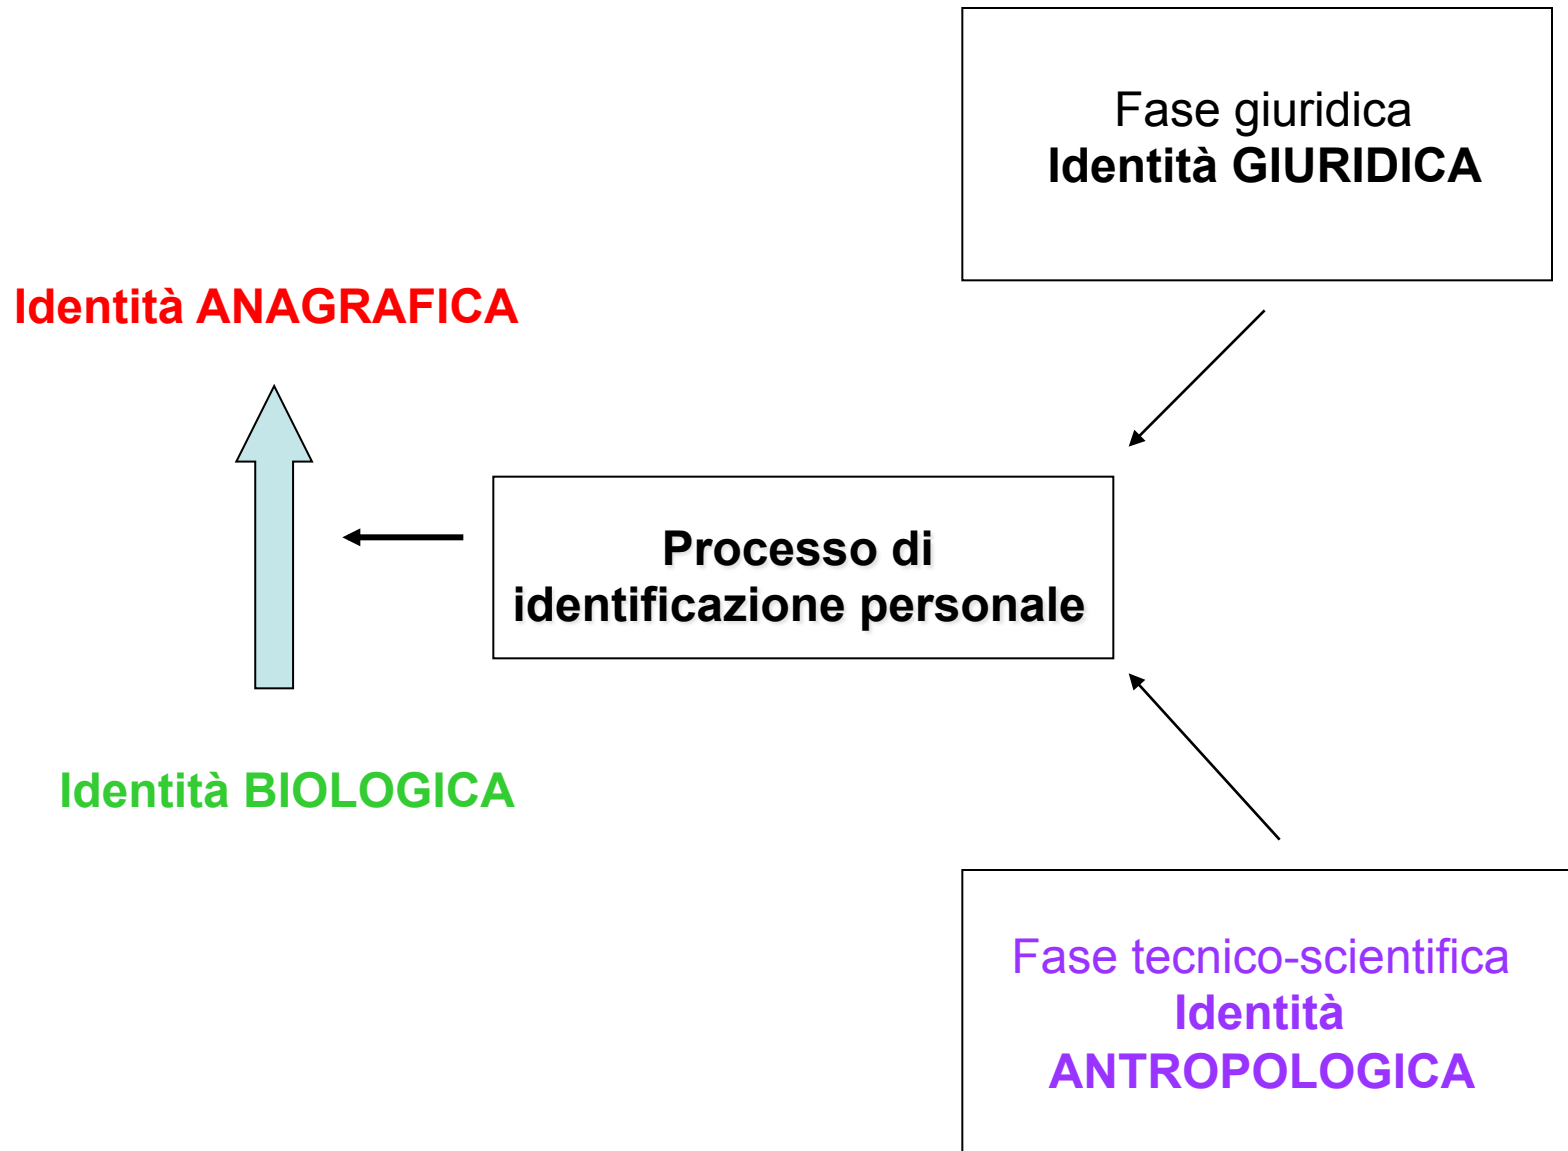 Fase giuridica
Identità GIURIDICA
Identità ANAGRAFICA
Processo di
identificazione personale
Identità BIOLOGICA
Fase tecnico-scientifica
Identità
ANTROPOLOGICA